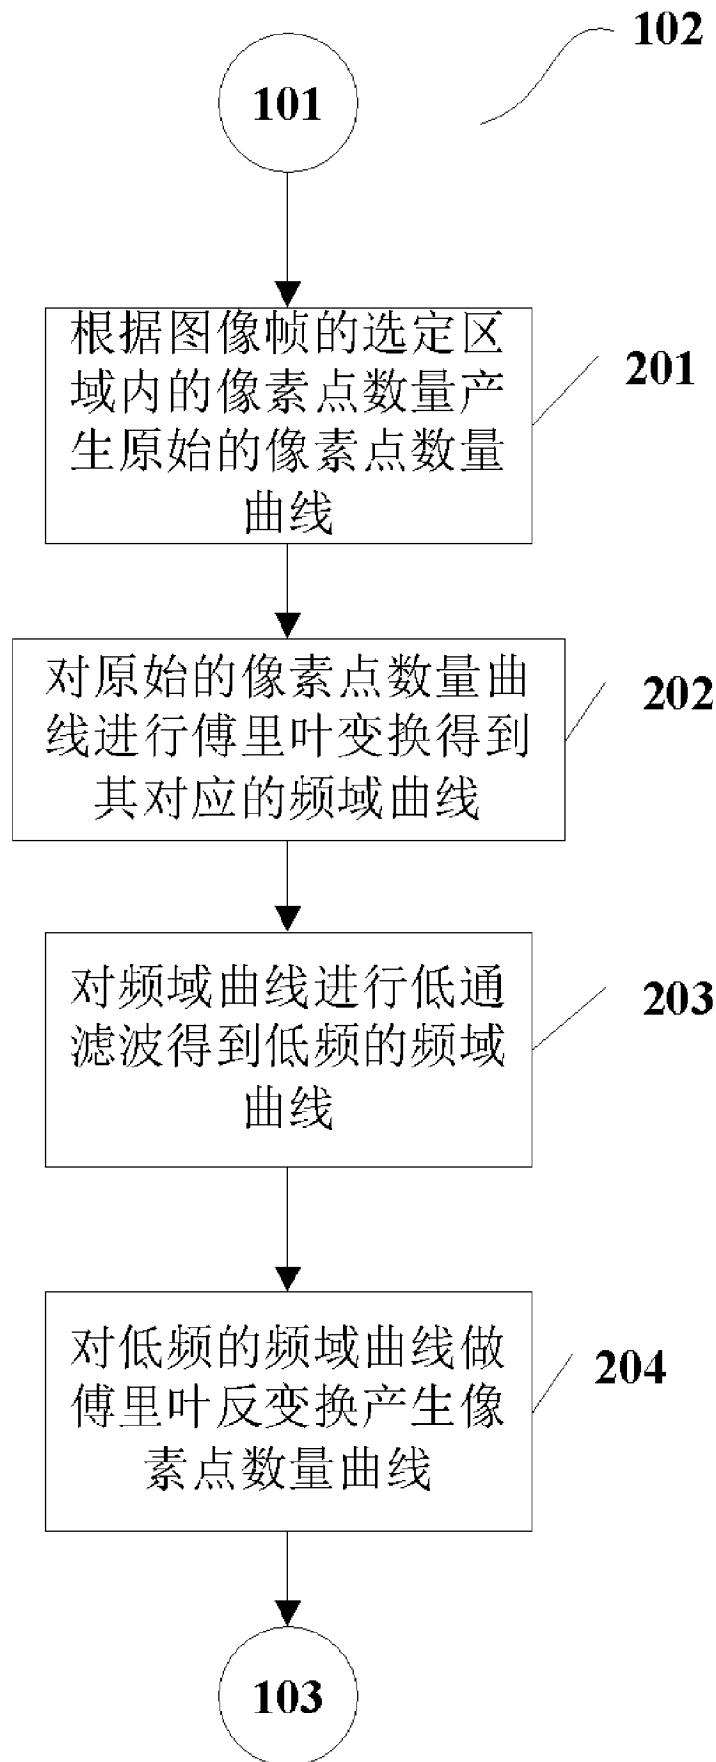 102
101
根据图像帧的选定区
域内的像素点数量产
生原始的像素点数量
曲线
201
对原始的像素点数量曲
线进行傅里叶变换得到
其对应的频域曲线
202
对频域曲线进行低通
滤波得到低频的频域
曲线
203
对低频的频域曲线做
傅里叶反变换产生像
素点数量曲线
204
103